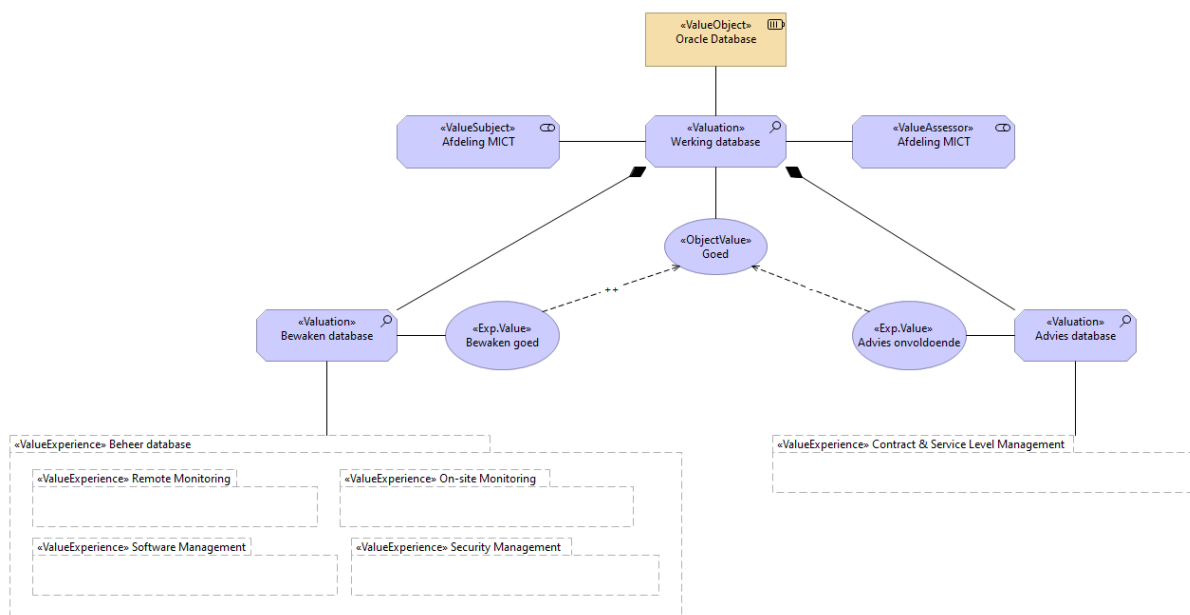 «ValueObject»
Oracle Database
«ValueSubject»
Afdeling MICT
«Valuation»
Werking database
«ValueAssessor»
Afdeling MICT
«ObjectValue»
Goed
++
«Valuation»
Bewaken database
«Exp.Value»
Bewaken goed
«Exp.Value»
Advies onvoldoende
«Valuation»
Advies database
«ValueExperience» Beheer database
«ValueExperience» Contract & Service Level Management
«ValueExperience» Remote Monitoring
«ValueExperience» On-site Monitoring
«ValueExperience» Software Management
«ValueExperience» Security Management